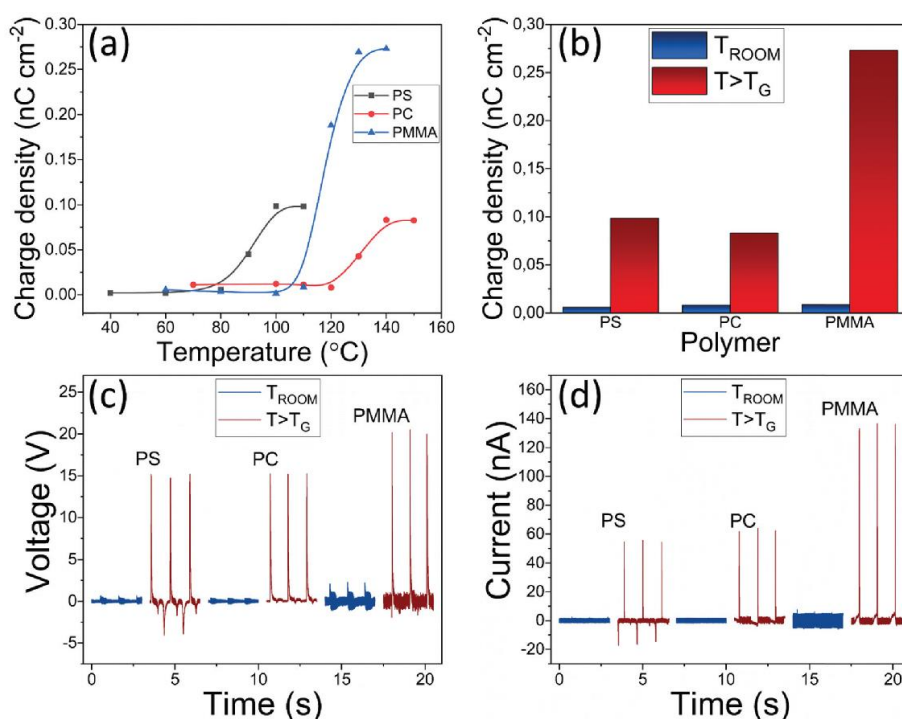 (a)
Charge density (nC cm⁻²)
0.30
0.25
0.20
0.15
0.10
0.05
0.00
PS
PC
PMMA
40 60 80 100 120 140 160
Temperature (°C)
(b)
Charge density (nC cm⁻²)
0,30
0,25
0,20
0,15
0,10
0,05
0,00
T_ROOM
T>T_G
PS PC PMMA
Polymer
(c)
Voltage (V)
25
20
15
10
5
0
-5
T_ROOM
T>T_G
PS
PC
PMMA
0 5 10 15 20
Time (s)
(d)
Current (nA)
160
140
120
100
80
60
40
20
0
-20
T_ROOM
T>T_G
PS
PC
PMMA
0 5 10 15 20
Time (s)